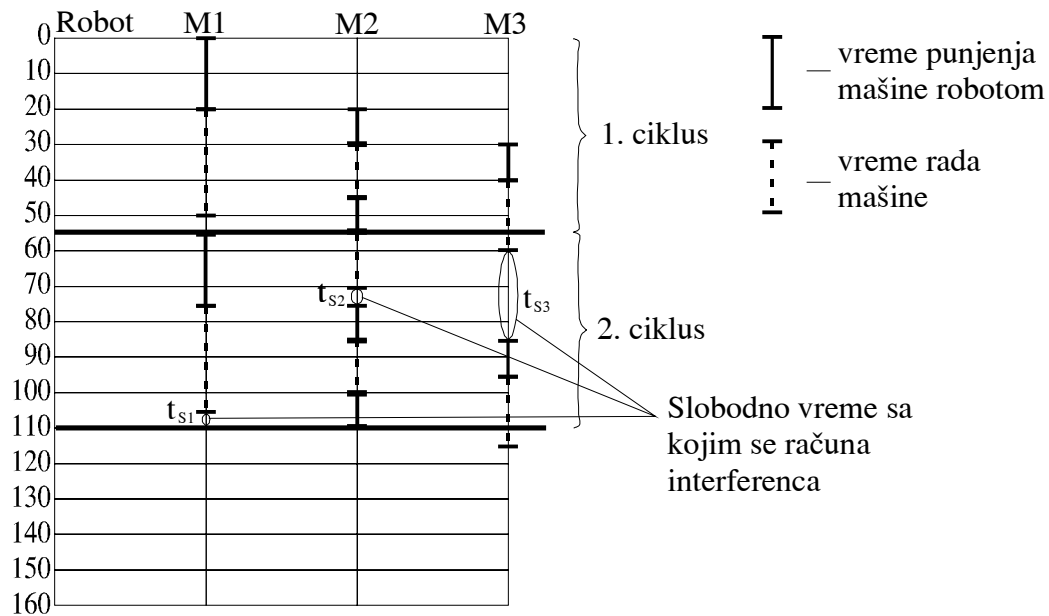 Robot M1 M2 M3
0
10
20
30
40
50
60
70
80
90
100
110
120
130
140
150
160
1. ciklus
2. ciklus
tS1
tS2
tS3
vreme punjenja
mašine robotom
vreme rada
mašine
Slobodno vreme sa
kojim se računa
interferenca